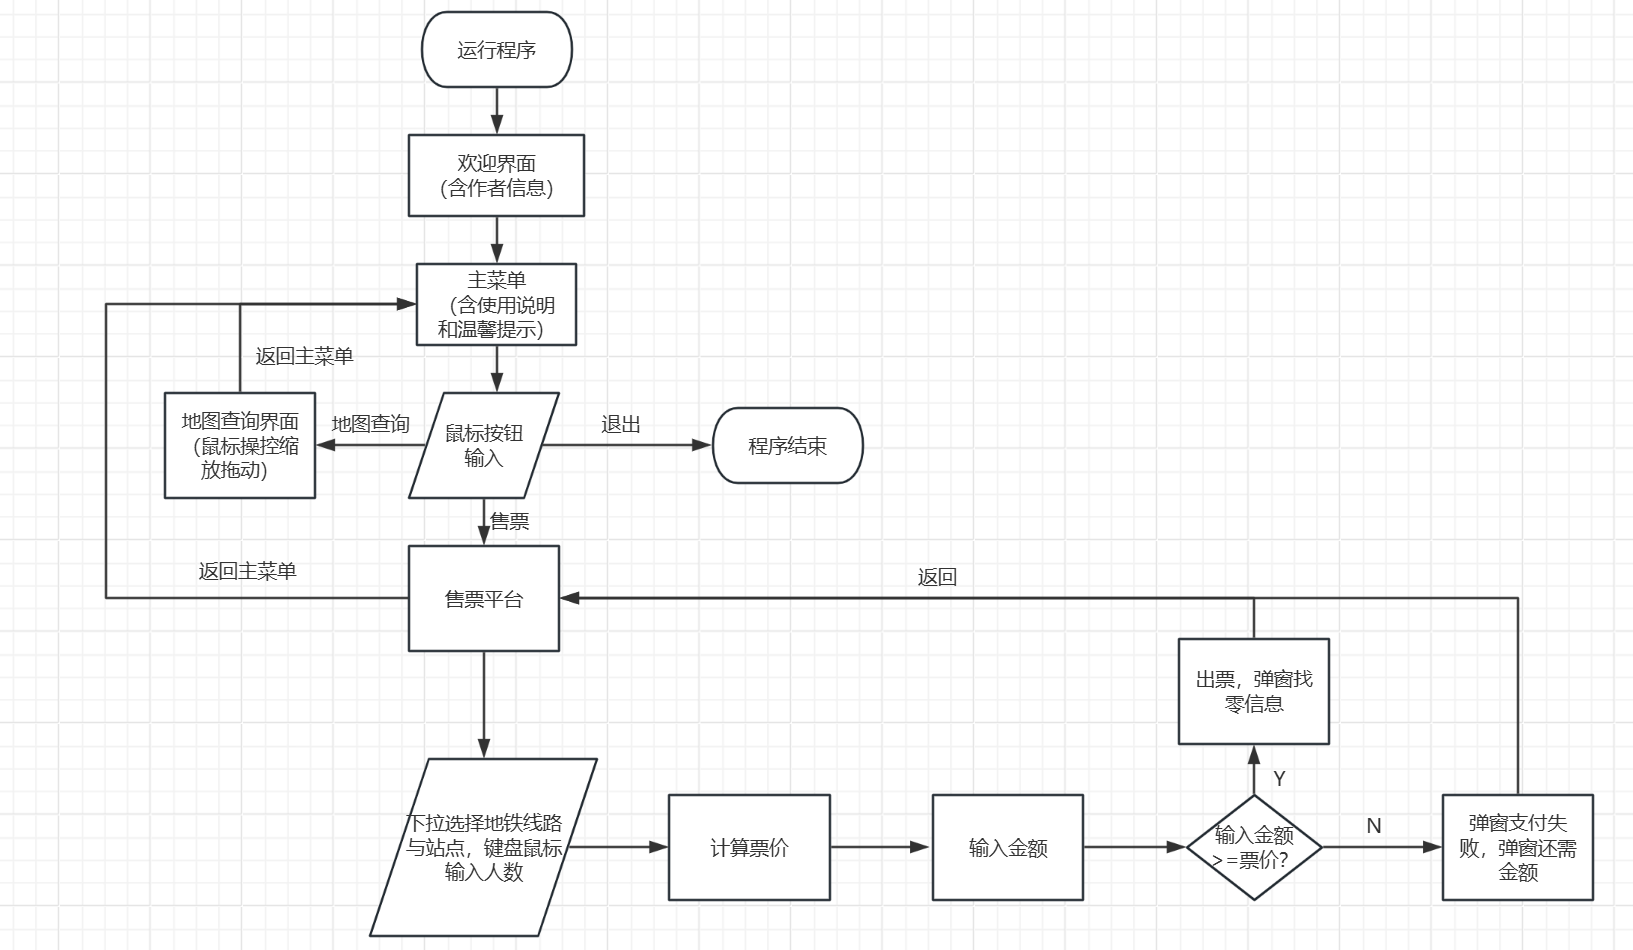 运行程序
欢迎界面
（含作者信息）
主菜单
（含使用说明
和温馨提示）
返回主菜单
地图查询界面
（鼠标操控缩
放拖动）
地图查询
鼠标按钮
输入
退出
程序结束
售票
返回主菜单
售票平台
返回
出票，弹窗找
零信息
Y
下拉选择地铁线路
与站点，键盘鼠标
输入人数
计算票价
输入金额
输入金额
>=票价？
N
弹窗支付失
败，弹窗还需
金额